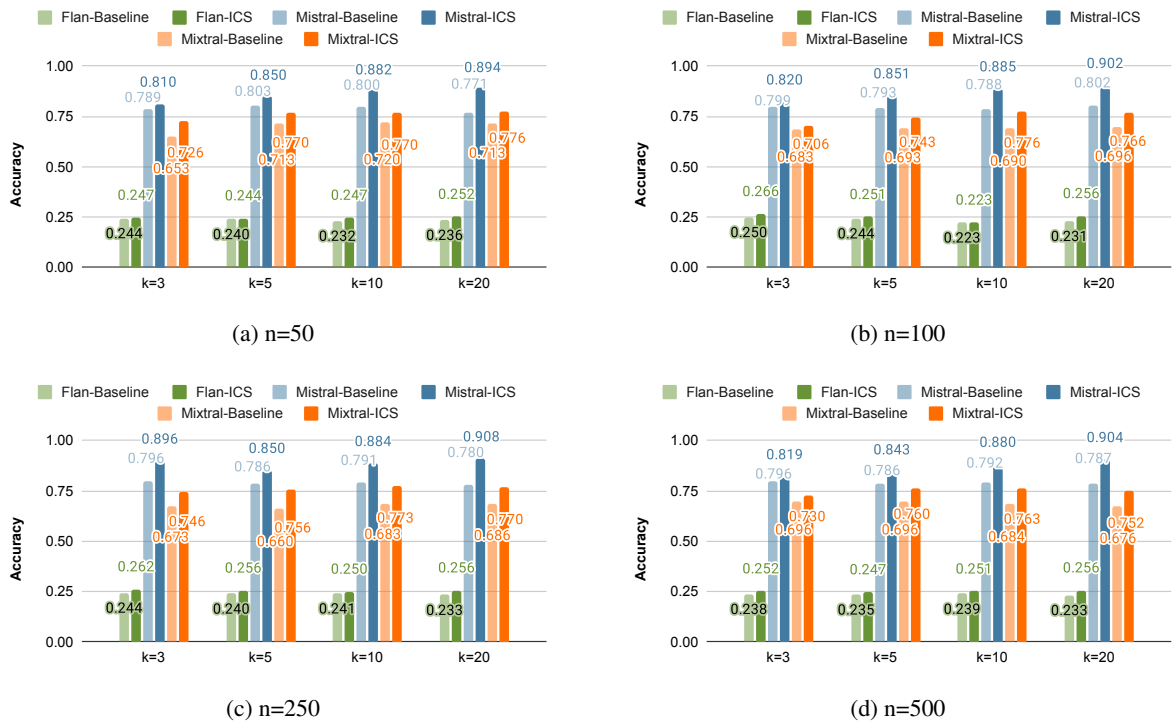 Flan-Baseline Flan-ICS Mistral-Baseline Mistral-ICS
Mixtral-Baseline Mixtral-ICS
Accuracy
1.00
0.75
0.50
0.25
0.00
0.244 0.247 0.789 0.810 0.653 0.726
0.240 0.244 0.803 0.850 0.713 0.770
0.232 0.247 0.800 0.882 0.720 0.770
0.236 0.252 0.771 0.894 0.713 0.776
k=3 k=5 k=10 k=20
(a) n=50
Flan-Baseline Flan-ICS Mistral-Baseline Mistral-ICS
Mixtral-Baseline Mixtral-ICS
Accuracy
1.00
0.75
0.50
0.25
0.00
0.250 0.266 0.799 0.820 0.683 0.706
0.244 0.251 0.793 0.851 0.693 0.743
0.223 0.223 0.788 0.885 0.690 0.776
0.231 0.256 0.802 0.902 0.696 0.766
k=3 k=5 k=10 k=20
(b) n=100
Flan-Baseline Flan-ICS Mistral-Baseline Mistral-ICS
Mixtral-Baseline Mixtral-ICS
Accuracy
1.00
0.75
0.50
0.25
0.00
0.244 0.262 0.796 0.896 0.673 0.746
0.240 0.256 0.786 0.850 0.660 0.756
0.241 0.250 0.791 0.884 0.683 0.773
0.233 0.256 0.780 0.908 0.686 0.770
k=3 k=5 k=10 k=20
(c) n=250
Flan-Baseline Flan-ICS Mistral-Baseline Mistral-ICS
Mixtral-Baseline Mixtral-ICS
Accuracy
1.00
0.75
0.50
0.25
0.00
0.238 0.252 0.796 0.819 0.696 0.730
0.235 0.247 0.786 0.843 0.696 0.760
0.239 0.251 0.792 0.880 0.684 0.763
0.233 0.256 0.787 0.904 0.676 0.752
k=3 k=5 k=10 k=20
(d) n=500